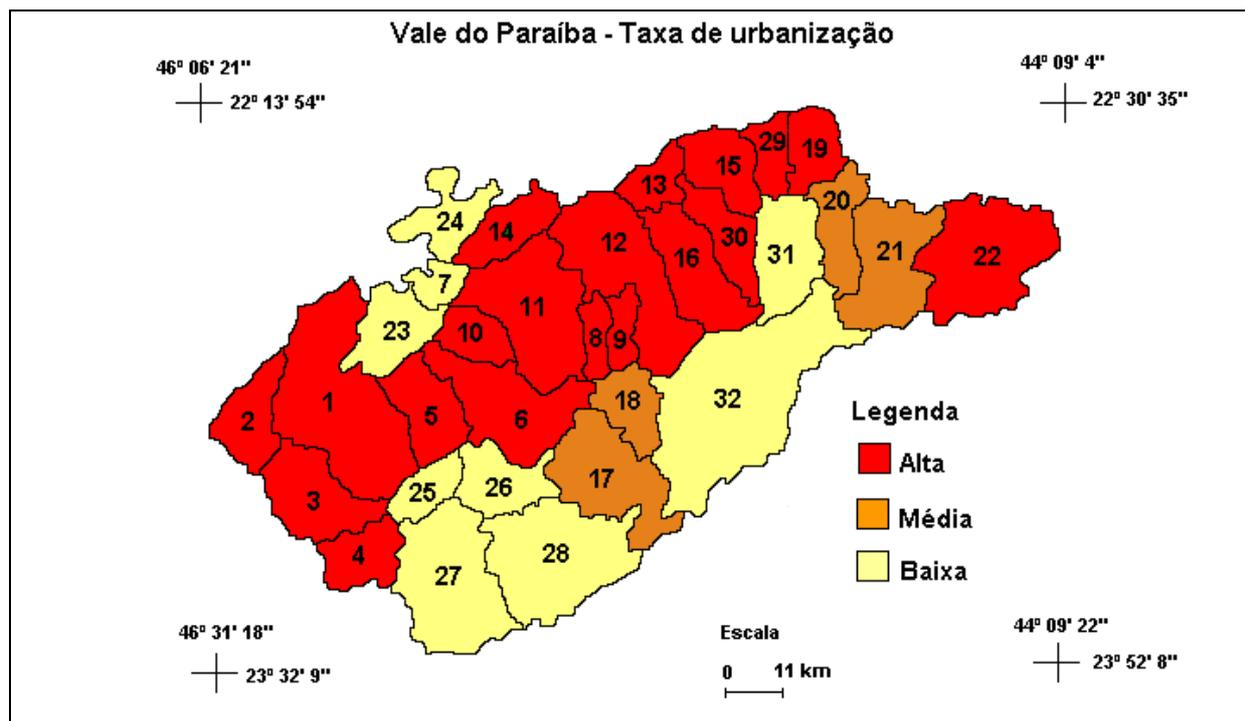 Vale do Paraíba - Taxa de urbanização
46º 06' 21"
22º 13' 54"
44º 09' 4"
22º 30' 35"
29
19
15
13
20
24
14
12
30
16
31
21
22
7
11
23
10
8
9
1
2
5
6
18
32
Legenda
Alta
17
25
26
3
Média
4
28
27
Baixa
46º 31' 18"
23º 32' 9"
Escala
0 11 km
44º 09' 22"
23º 52' 8"